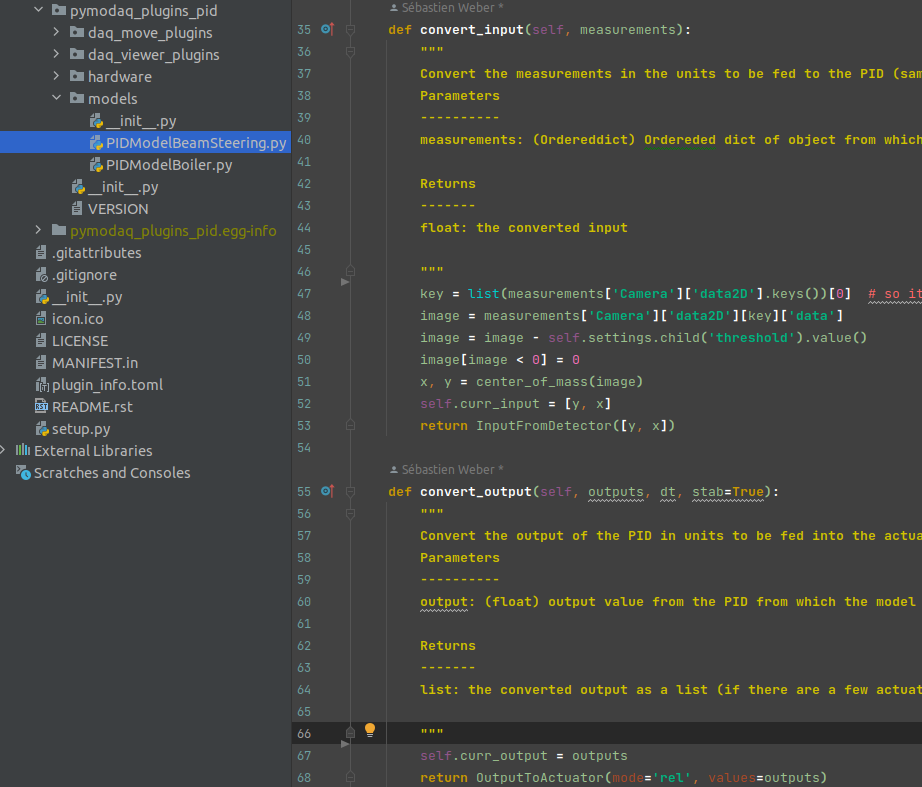 pymodaq_plugins_pid
daq_move_plugins
daq_viewer_plugins
hardware
models
__init__.py
PIDModelBeamSteering.py
PIDModelBoiler.py
__init__.py
VERSION
pymodaq_plugins_pid.egg-info
.gitattributes
.gitignore
__init__.py
icon.ico
LICENSE
MANIFEST.in
plugin_info.toml
README.rst
setup.py
External Libraries
Scratches and Consoles
Sébastien Weber *
35 def convert_input(self, measurements):
36 """
37 Convert the measurements in the units to be fed to the PID (sam
38 Parameters
39 ----------
40 measurements: (Ordereddict) Ordereded dict of object from which
41
42 Returns
43 -------
44 float: the converted input
45
46 """
47 key = list(measurements['Camera']['data2D'].keys())[0]  # so it
48 image = measurements['Camera']['data2D'][key]['data']
49 image = image - self.settings.child('threshold').value()
50 image[image < 0] = 0
51 x, y = center_of_mass(image)
52 self.curr_input = [y, x]
53 return InputFromDetector([y, x])
54
Sébastien Weber *
55 def convert_output(self, outputs, dt, stab=True):
56 """
57 Convert the output of the PID in units to be fed into the actua
58 Parameters
59 ----------
60 output: (float) output value from the PID from which the model
61
62 Returns
63 -------
64 list: the converted output as a list (if there are a few actuat
65
66 """
67 self.curr_output = outputs
68 return OutputToActuator(mode='rel', values=outputs)